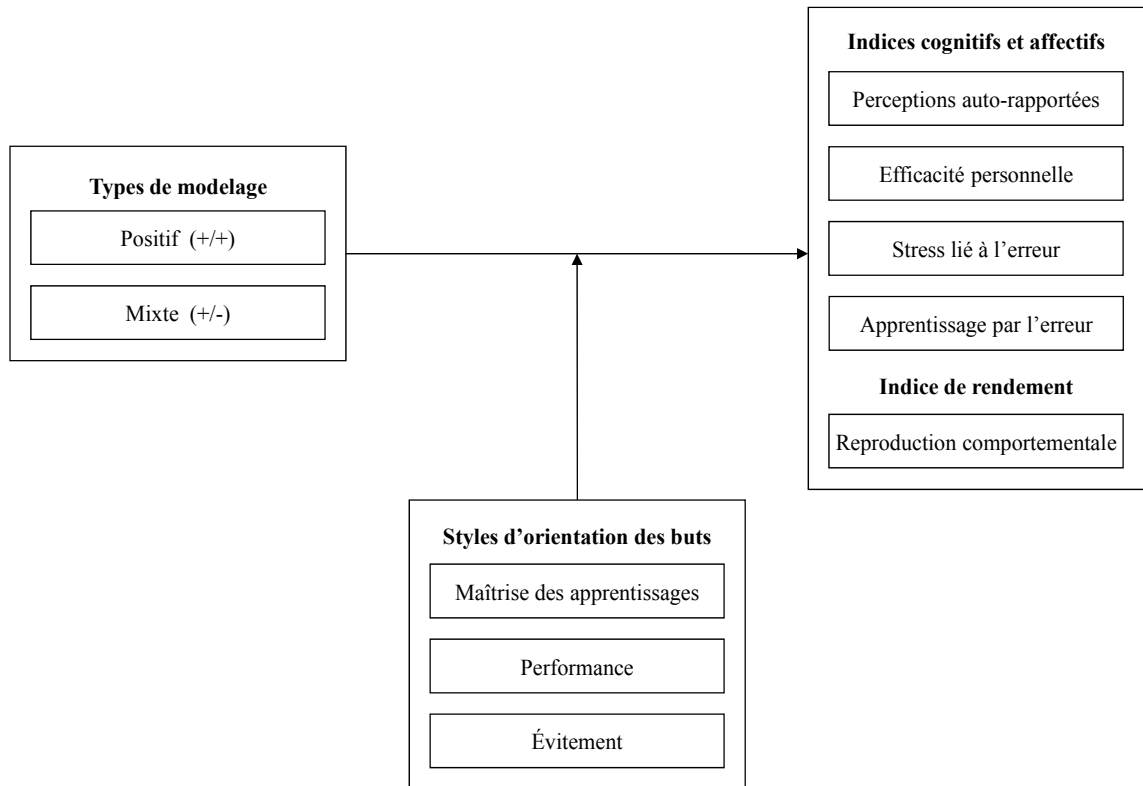 Types de modelage
Positif (+/+)
Mixte (+/-)
Indices cognitifs et affectifs
Perceptions auto-rapportées
Efficacité personnelle
Stress lié à l’erreur
Apprentissage par l’erreur
Indice de rendement
Reproduction comportementale
Styles d’orientation des buts
Maîtrise des apprentissages
Performance
Évitement